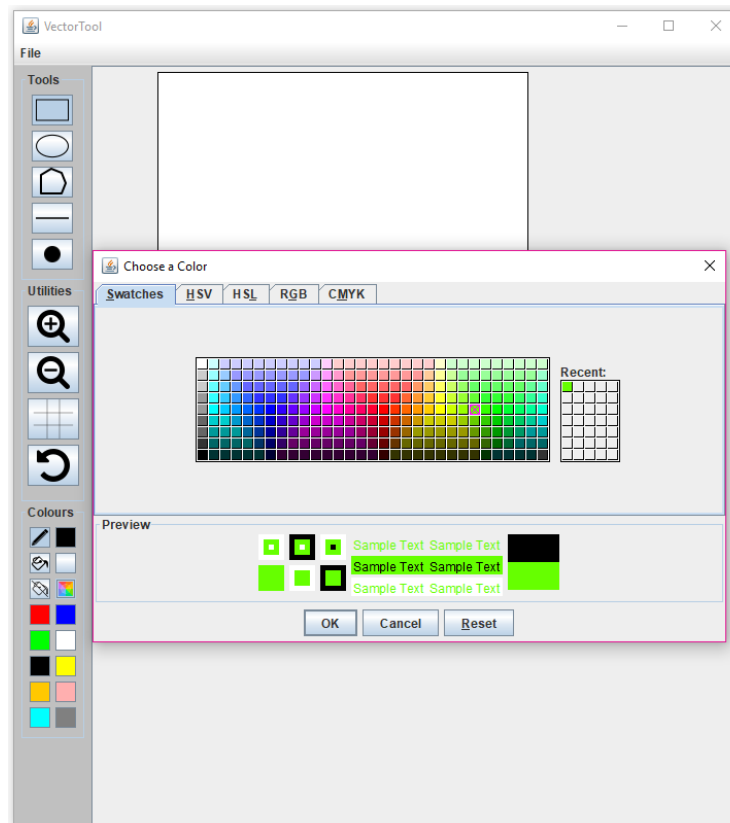 VectorTool
File
Tools
Utilities
Colours
Choose a Color
Swatches HSV HSL RGB CMYK
Recent:
Preview
Sample Text Sample Text
Sample Text Sample Text
Sample Text Sample Text
OK Cancel Reset